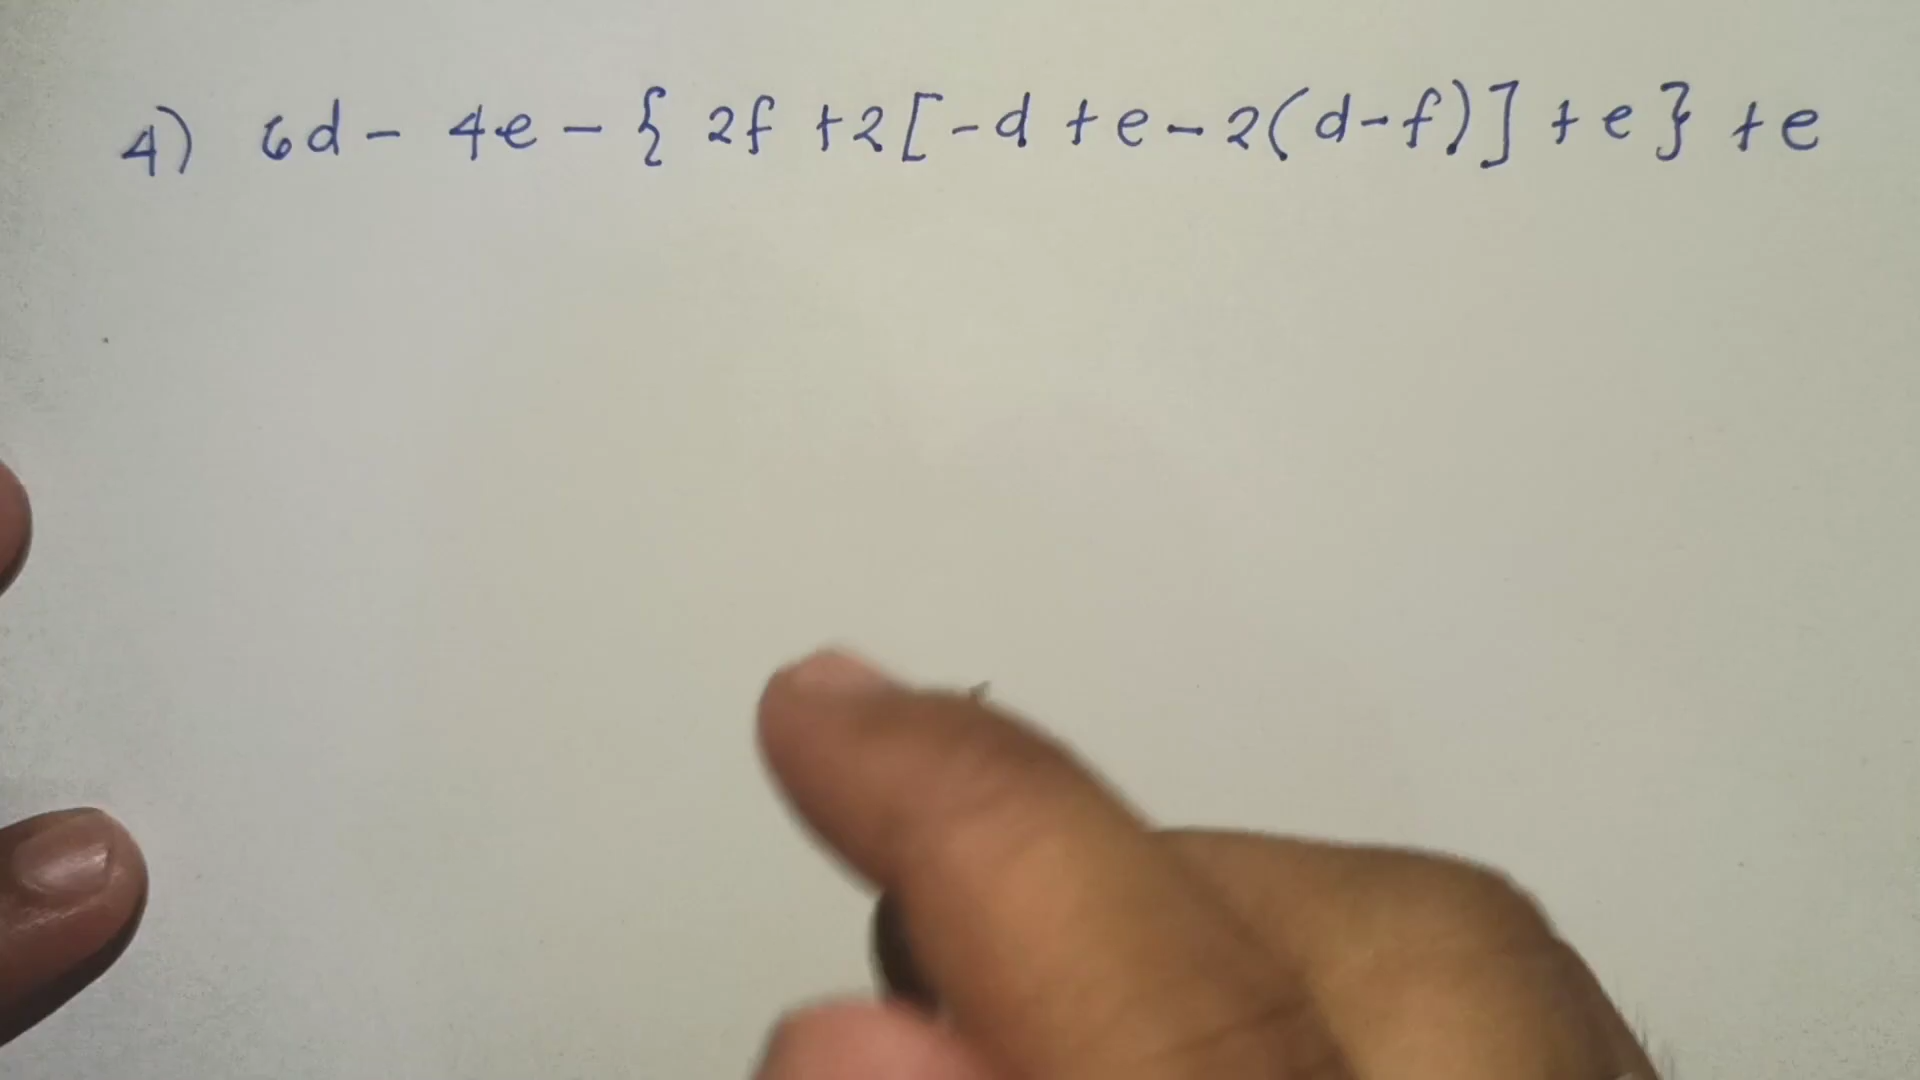 4) 6d - 4e - { 2f +2[-d +e-2(d-f)] +e} +e